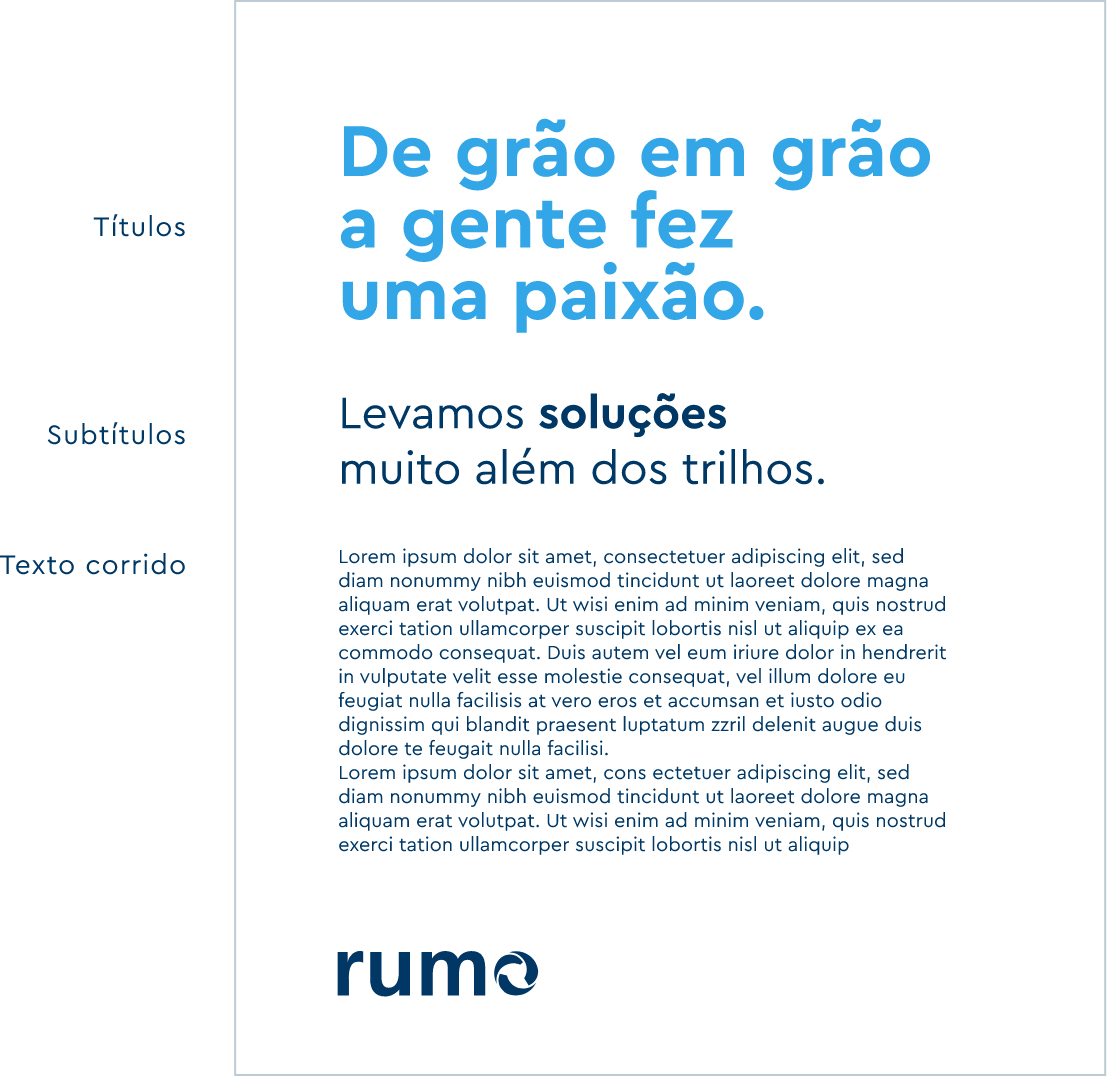 Títulos
De grão em grão
a gente fez
uma paixão.
Subtítulos
Levamos soluções
muito além dos trilhos.
Texto corrido
Lorem ipsum dolor sit amet, consectetuer adipiscing elit, sed
diam nonummy nibh euismod tincidunt ut laoreet dolore magna
aliquam erat volutpat. Ut wisi enim ad minim veniam, quis nostrud
exerci tation ullamcorper suscipit lobortis nisl ut aliquip ex ea
commodo consequat. Duis autem vel eum iriure dolor in hendrerit
in vulputate velit esse molestie consequat, vel illum dolore eu
feugiat nulla facilisis at vero eros et accumsan et iusto odio
dignissim qui blandit praesent luptatum zzril delenit augue duis
dolore te feugait nulla facilisi.
Lorem ipsum dolor sit amet, cons ectetuer adipiscing elit, sed
diam nonummy nibh euismod tincidunt ut laoreet dolore magna
aliquam erat volutpat. Ut wisi enim ad minim veniam, quis nostrud
exerci tation ullamcorper suscipit lobortis nisl ut aliquip
rumo